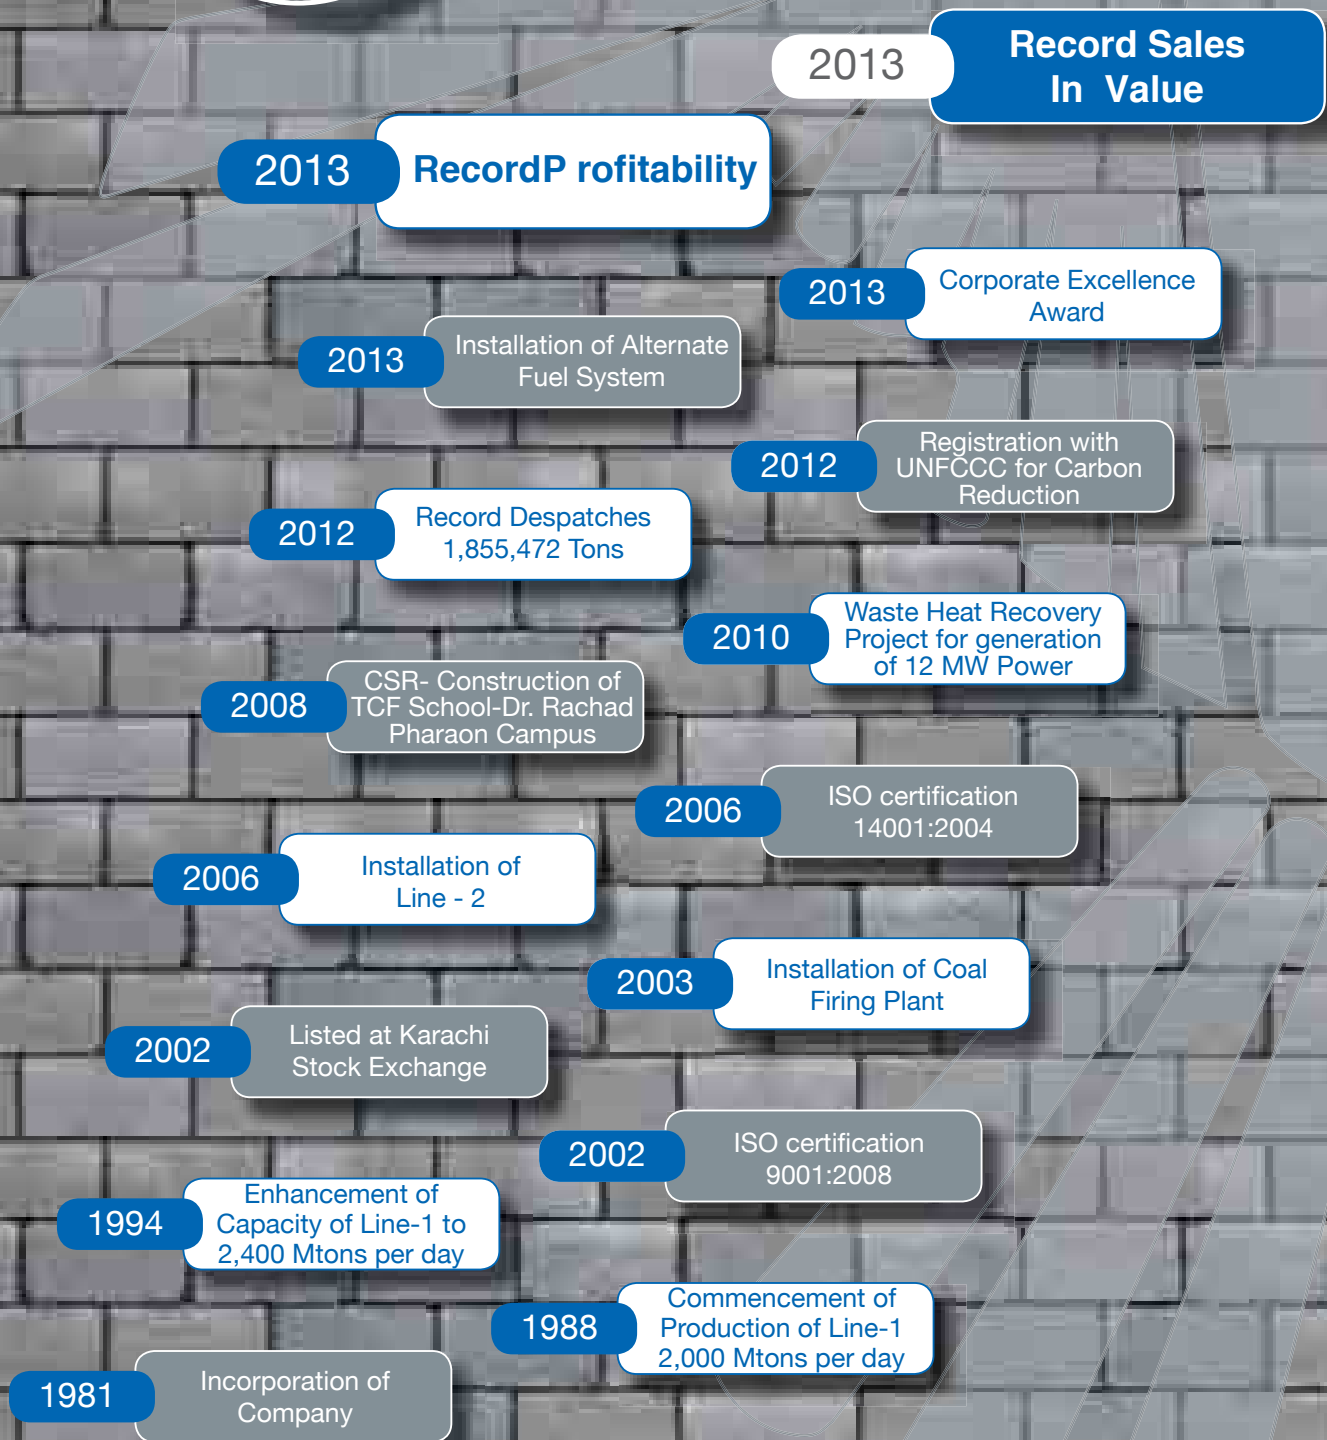 2013
Record Sales
In Value
2013
RecordP rofitability
2013
Corporate Excellence
Award
2013
Installation of Alternate
Fuel System
2012
Registration with
UNFCCC for Carbon
Reduction
2012
Record Despatches
1,855,472 Tons
2010
Waste Heat Recovery
Project for generation
of 12 MW Power
2008
CSR- Construction of
TCF School-Dr. Rachad
Pharaon Campus
2006
ISO certification
14001:2004
2006
Installation of
Line - 2
2003
Installation of Coal
Firing Plant
2002
Listed at Karachi
Stock Exchange
2002
ISO certification
9001:2008
1994
Enhancement of
Capacity of Line-1 to
2,400 Mtons per day
1988
Commencement of
Production of Line-1
2,000 Mtons per day
1981
Incorporation of
Company